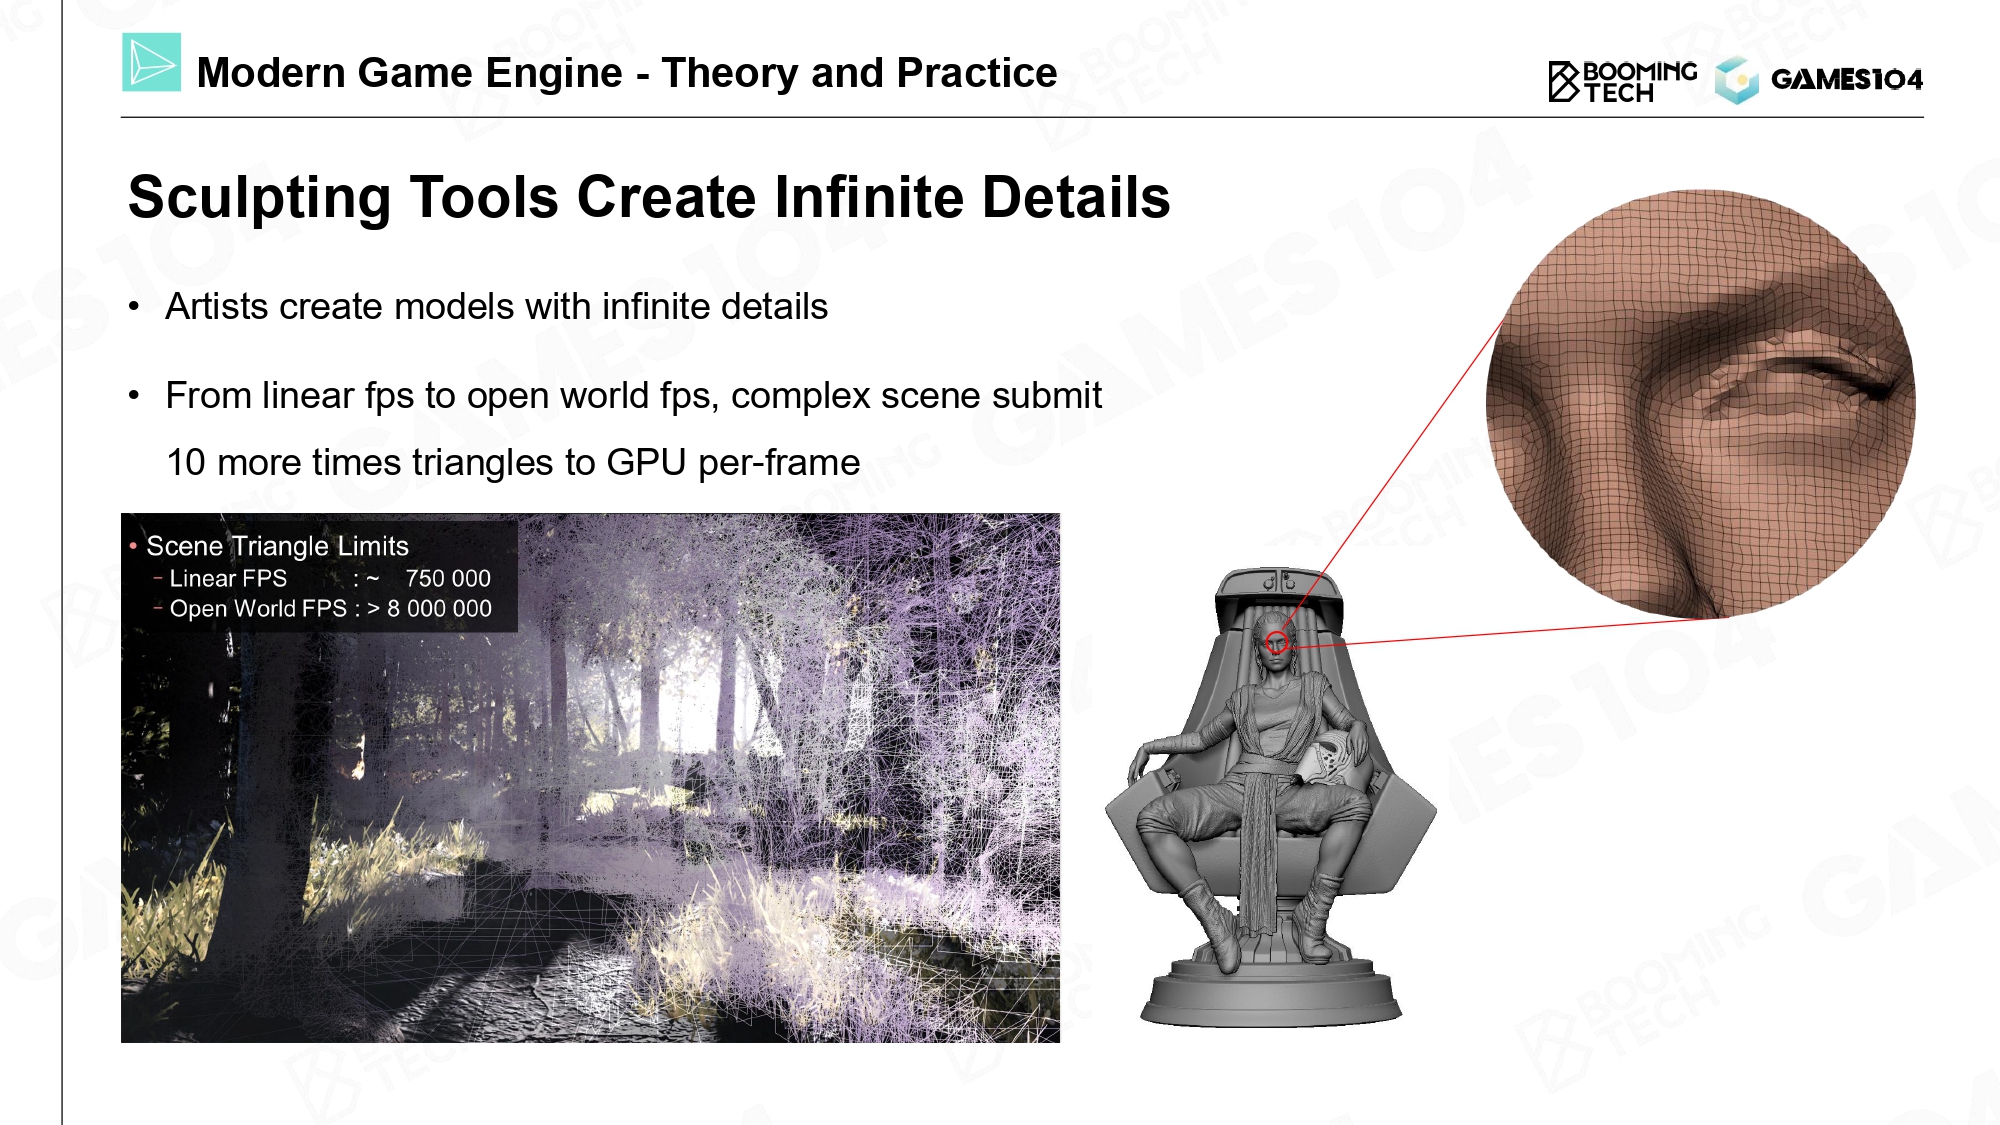 Modern Game Engine - Theory and Practice
BOOMING
TECH
GAMES104
Sculpting Tools Create Infinite Details
• Artists create models with infinite details
• From linear fps to open world fps, complex scene submit
10 more times triangles to GPU per-frame
• Scene Triangle Limits
- Linear FPS : ~ 750 000
- Open World FPS : > 8 000 000